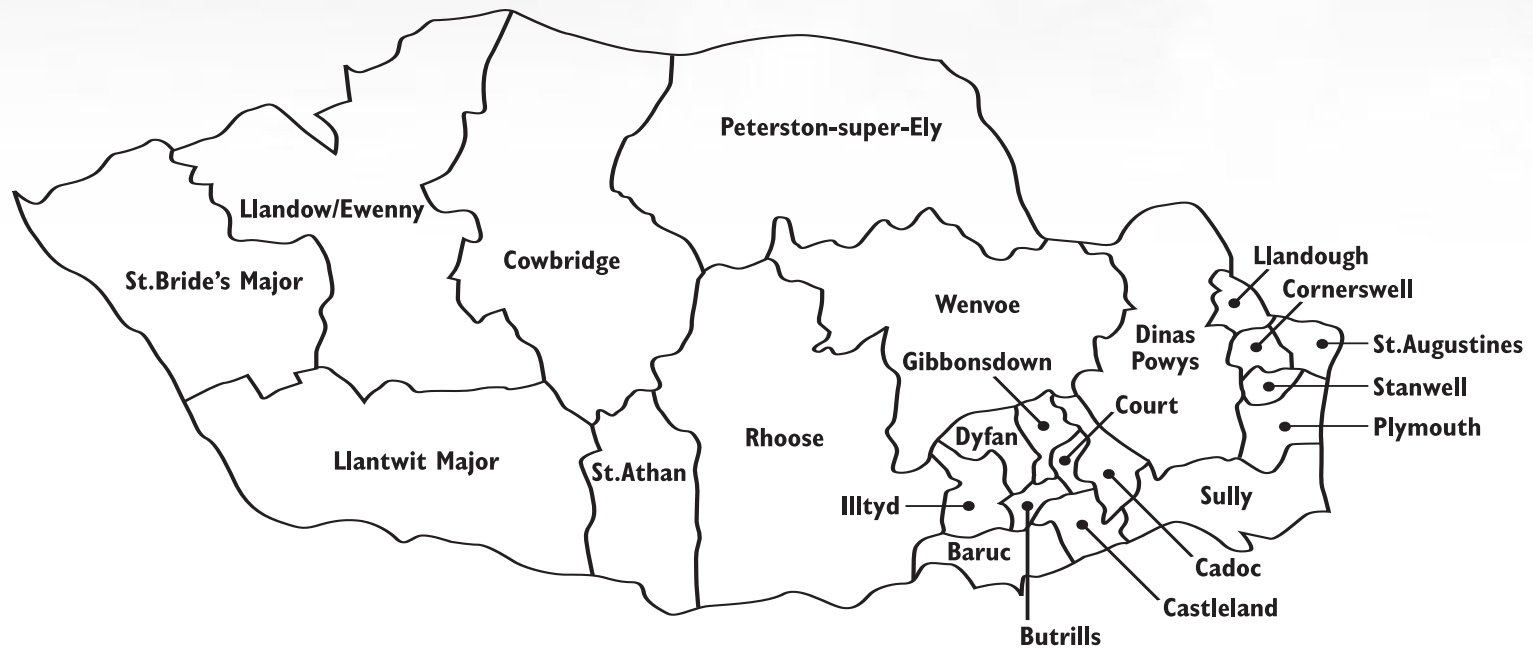 Peterston-super-Ely
Llandow/Ewenny
Cowbridge
St.Bride's Major
Llandough
Cornerswell
Wenvoe
Dinas
Powys
St.Augustines
Gibbonsdown
Stanwell
Court
Plymouth
Rhoose
Dyfan
Llantwit Major
St.Athan
Sully
Illtyd
Baruc
Cadoc
Castleland
Butrills